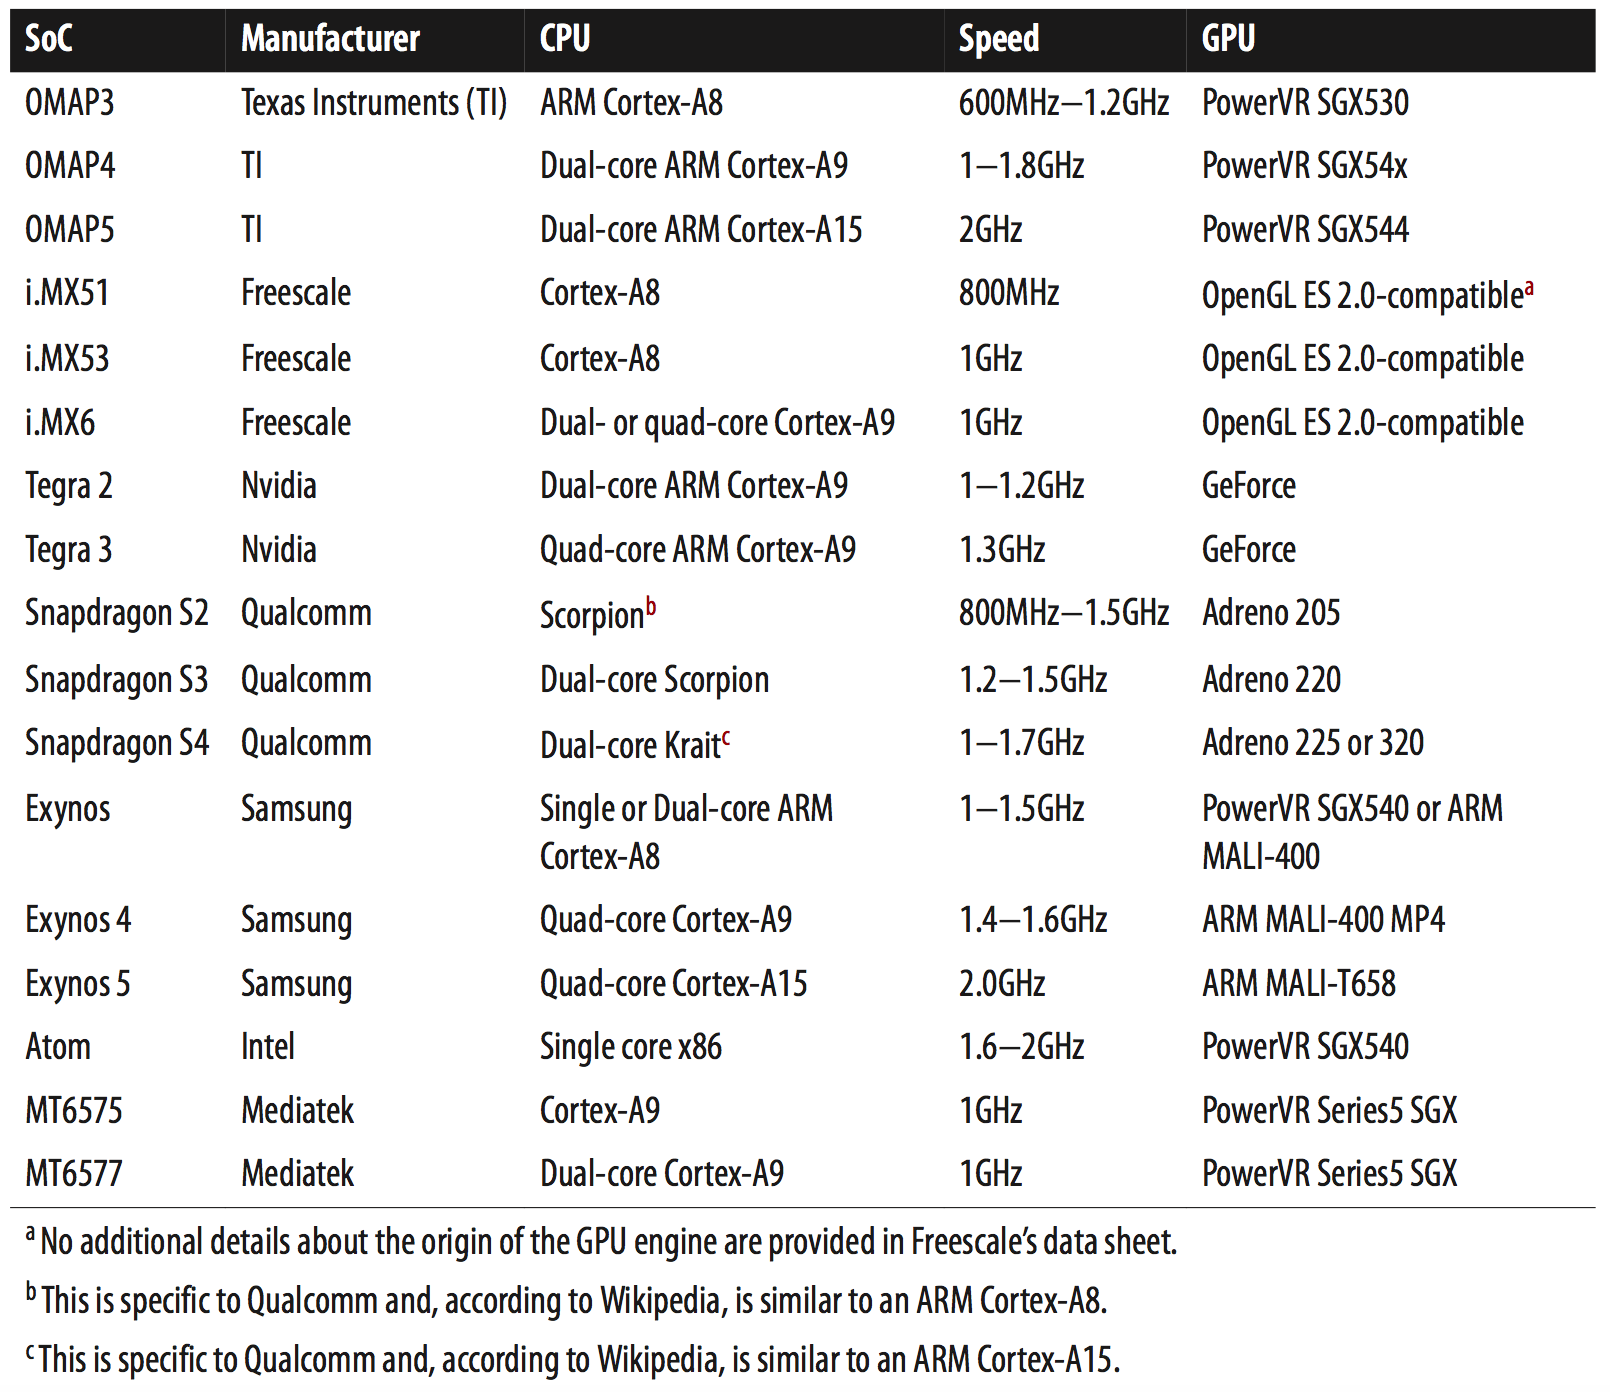 SoC Manufacturer CPU Speed GPU
OMAP3 Texas Instruments (TI) ARM Cortex-A8 600MHz–1.2GHz PowerVR SGX530
OMAP4 TI Dual-core ARM Cortex-A9 1–1.8GHz PowerVR SGX54x
OMAP5 TI Dual-core ARM Cortex-A15 2GHz PowerVR SGX544
i.MX51 Freescale Cortex-A8 800MHz OpenGL ES 2.0-compatibleᵃ
i.MX53 Freescale Cortex-A8 1GHz OpenGL ES 2.0-compatible
i.MX6 Freescale Dual- or quad-core Cortex-A9 1GHz OpenGL ES 2.0-compatible
Tegra 2 Nvidia Dual-core ARM Cortex-A9 1–1.2GHz GeForce
Tegra 3 Nvidia Quad-core ARM Cortex-A9 1.3GHz GeForce
Snapdragon S2 Qualcomm Scorpionᵇ 800MHz–1.5GHz Adreno 205
Snapdragon S3 Qualcomm Dual-core Scorpion 1.2–1.5GHz Adreno 220
Snapdragon S4 Qualcomm Dual-core Kraitᶜ 1–1.7GHz Adreno 225 or 320
Exynos Samsung Single or Dual-core ARM 1–1.5GHz PowerVR SGX540 or ARM
Cortex-A8 MALI-400
Exynos 4 Samsung Quad-core Cortex-A9 1.4–1.6GHz ARM MALI-400 MP4
Exynos 5 Samsung Quad-core Cortex-A15 2.0GHz ARM MALI-T658
Atom Intel Single core x86 1.6–2GHz PowerVR SGX540
MT6575 Mediatek Cortex-A9 1GHz PowerVR Series5 SGX
MT6577 Mediatek Dual-core Cortex-A9 1GHz PowerVR Series5 SGX
ᵃ No additional details about the origin of the GPU engine are provided in Freescale’s data sheet.
ᵇ This is specific to Qualcomm and, according to Wikipedia, is similar to an ARM Cortex-A8.
ᶜ This is specific to Qualcomm and, according to Wikipedia, is similar to an ARM Cortex-A15.